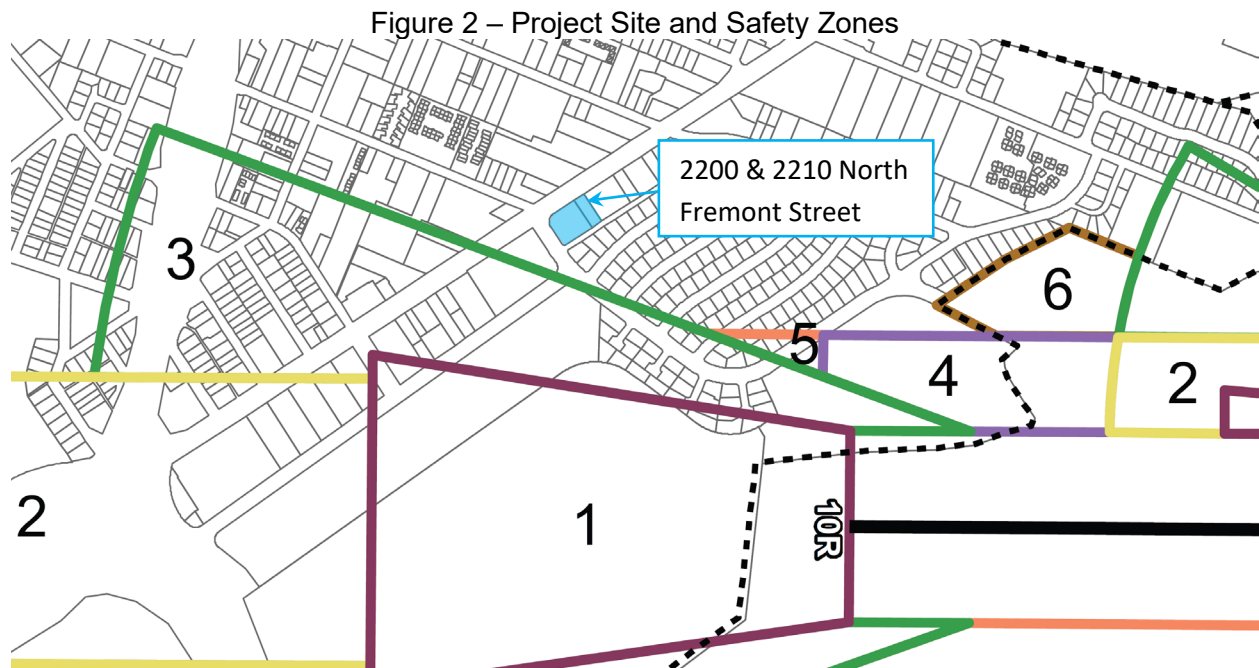 Figure 2 – Project Site and Safety Zones
2200 & 2210 North
Fremont Street
3
6
5
4
2
2
1
10R